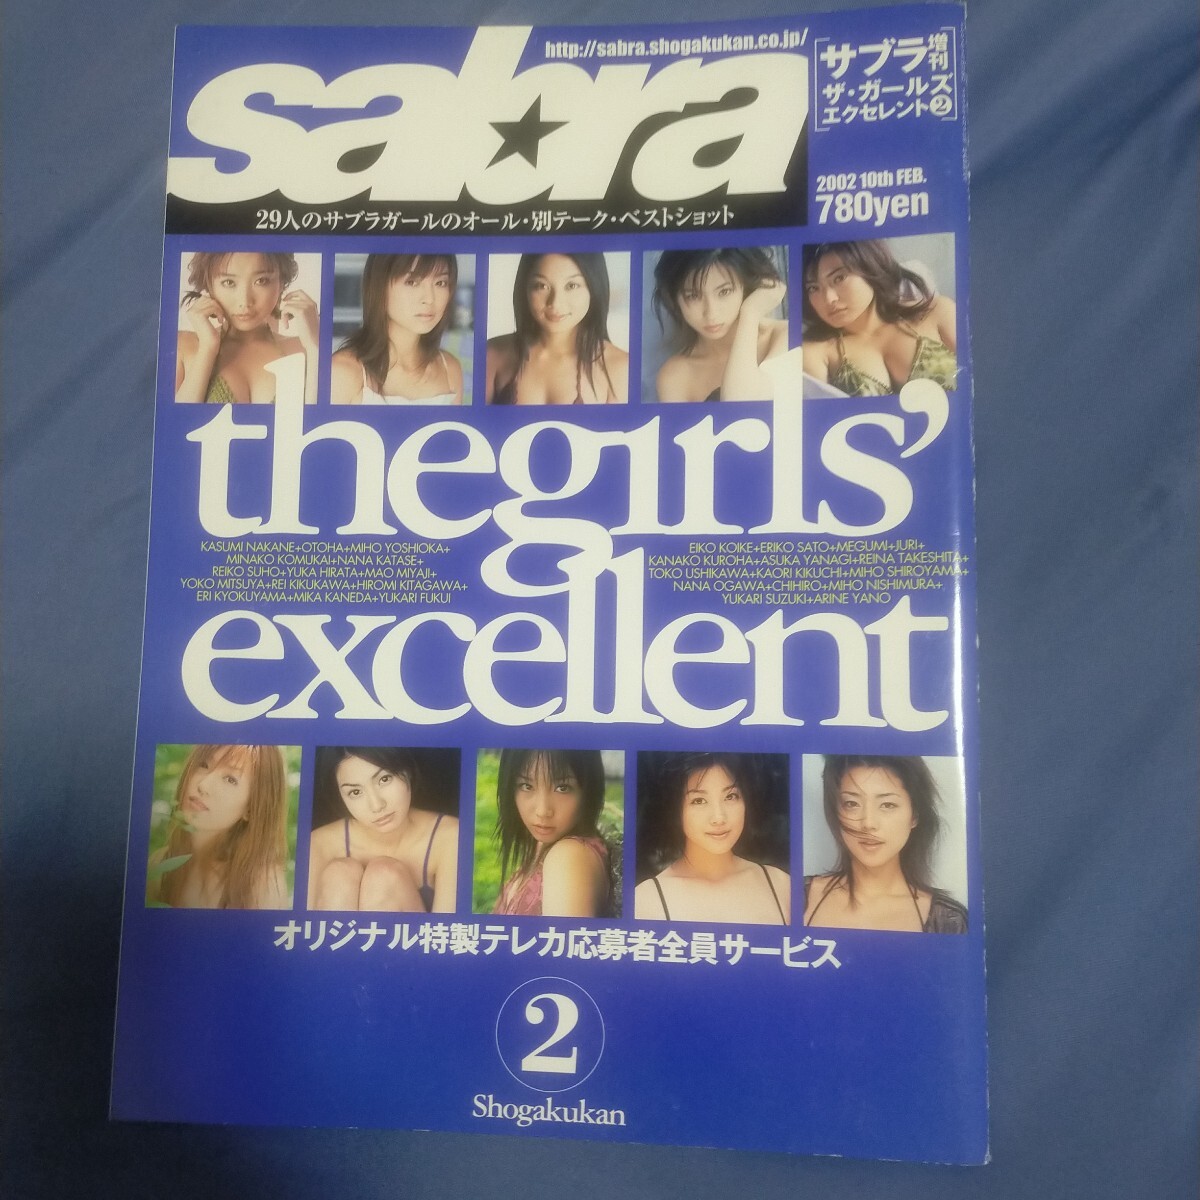 http://sabra.shogakukan.co.jp/
sabra
サブラ増刊
ザ・ガールズ
エクセレント❷
2002 10th FEB.
780yen
29人のサブラガールのオール・別テーク・ベストショット
the girls'
KASUMI NAKANE+OTOHA+MIHO YOSHIOKA+
MINAKO KOMUKAI+NANA KATASE+
REIKO SUHO+YUKA HIRATA+MAO MIYAJI+
YOKO MITSUYA+REI KIKUKAWA+HIROMI KITAGAWA+
ERI KYOKUYAMA+MIKA KANEDA+YUKARI FUKUI
EIKO KOIKE+ERIKO SATO+MEGUMI+JURI+
KANAKO KUROHA+ASUKA YANAGI+REINA TAKESHITA+
TOKO USHIKAWA+KAORI KIKUCHI+MIHO SHIROYAMA+
NANA OGAWA+CHIHIRO+MIHO NISHIMURA+
YUKARI SUZUKI+ARINE YANO
excellent
オリジナル特製テレカ応募者全員サービス
2
Shogakukan